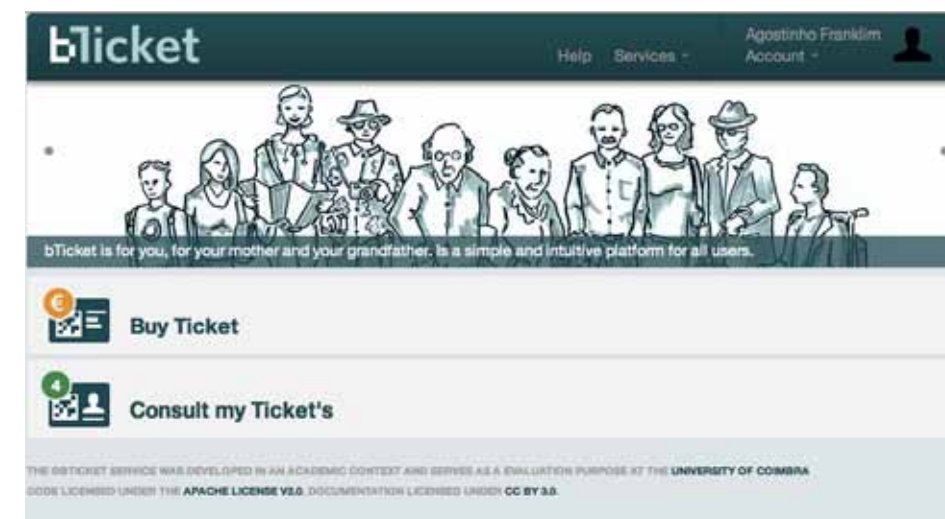 bTicket
Help Services
Agostinho Franklim
Account
bTicket is for you, for your mother and your grandfather. Is a simple and intuitive platform for all users.
€
Buy Ticket
4
Consult my Ticket's
THE BBTICKET SERVICE WAS DEVELOPED IN AN ACADEMIC CONTEXT AND SERVES AS A EVALUATION PURPOSE AT THE UNIVERSITY OF COIMBRA
CODE LICENSED UNDER THE APACHE LICENSE V2.0, DOCUMENTATION LICENSED UNDER CC BY 3.0.